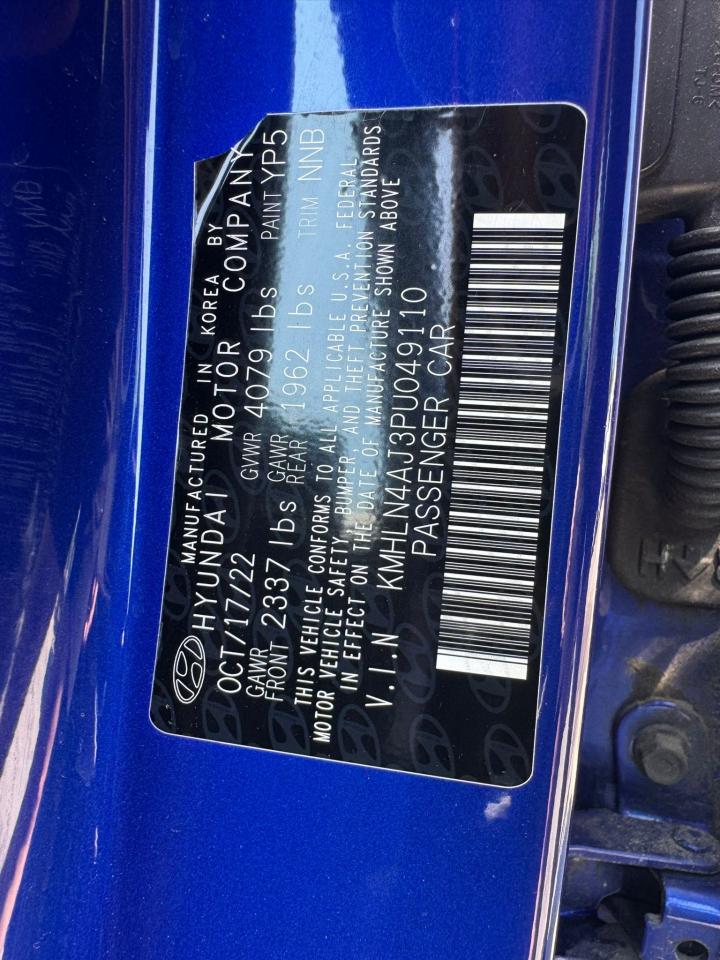 MANUFACTURED IN KOREA BY
HYUNDAI MOTOR COMPANY
OCT/17/22 GVWR 4079 lbs PAINT YP5
GAWR FRONT 2337 lbs GAWR REAR 1962 lbs TRIM NNB
THIS VEHICLE CONFORMS TO ALL APPLICABLE U.S.A. FEDERAL
MOTOR VEHICLE SAFETY, BUMPER, AND THEFT PREVENTION STANDARDS
IN EFFECT ON THE DATE OF MANUFACTURE SHOWN ABOVE
V.I.N KMHLN4AJ3PU049110
PASSENGER CAR